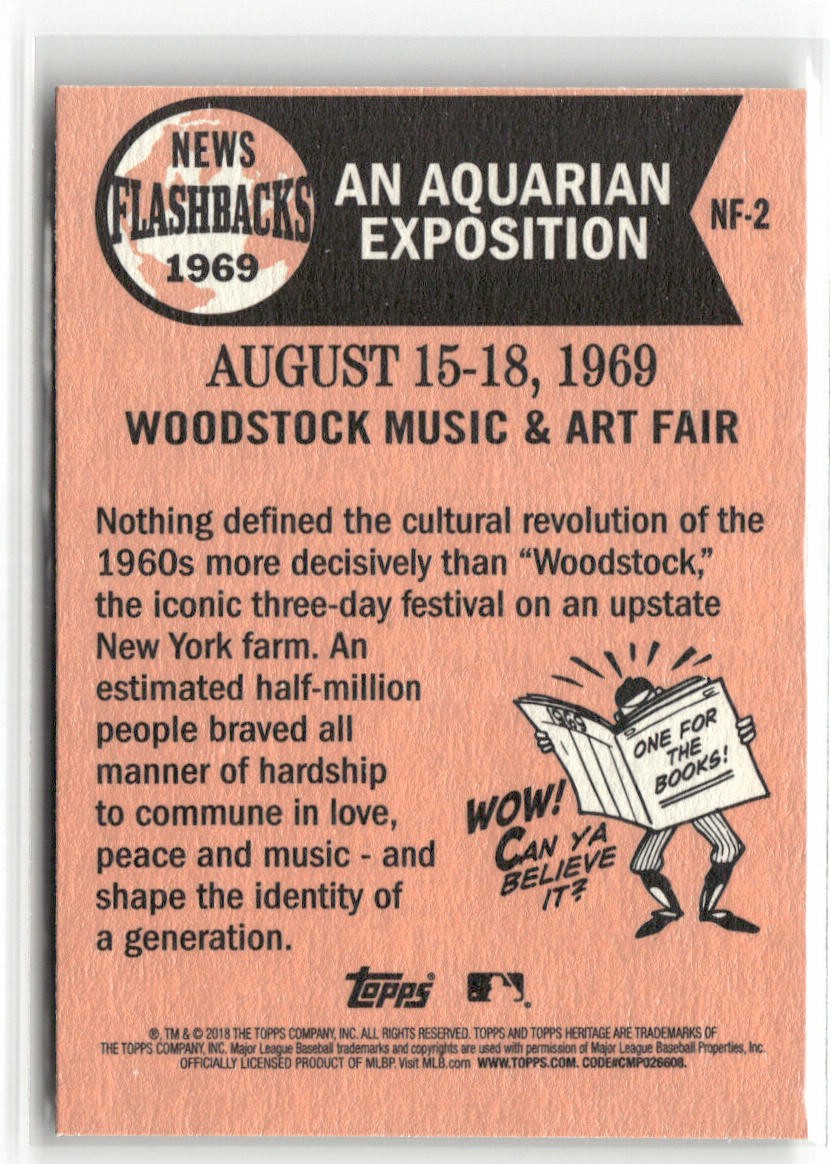 NEWS
FLASHBACKS
1969
AN AQUARIAN
EXPOSITION
NF-2
AUGUST 15-18, 1969
WOODSTOCK MUSIC & ART FAIR
Nothing defined the cultural revolution of the
1960s more decisively than “Woodstock,”
the iconic three-day festival on an upstate
New York farm. An
estimated half-million
people braved all
manner of hardship
to commune in love,
peace and music - and
shape the identity of
a generation.
1969
ONE FOR
THE
BOOKS!
WOW!
CAN YA
BELIEVE
IT?
topps®
®, TM & © 2018 THE TOPPS COMPANY, INC. ALL RIGHTS RESERVED. TOPPS AND TOPPS HERITAGE ARE TRADEMARKS OF
THE TOPPS COMPANY, INC. Major League Baseball trademarks and copyrights are used with permission of Major League Baseball Properties, Inc.
OFFICIALLY LICENSED PRODUCT OF MLBP. Visit MLB.com WWW.TOPPS.COM. CODE#CMP026608.